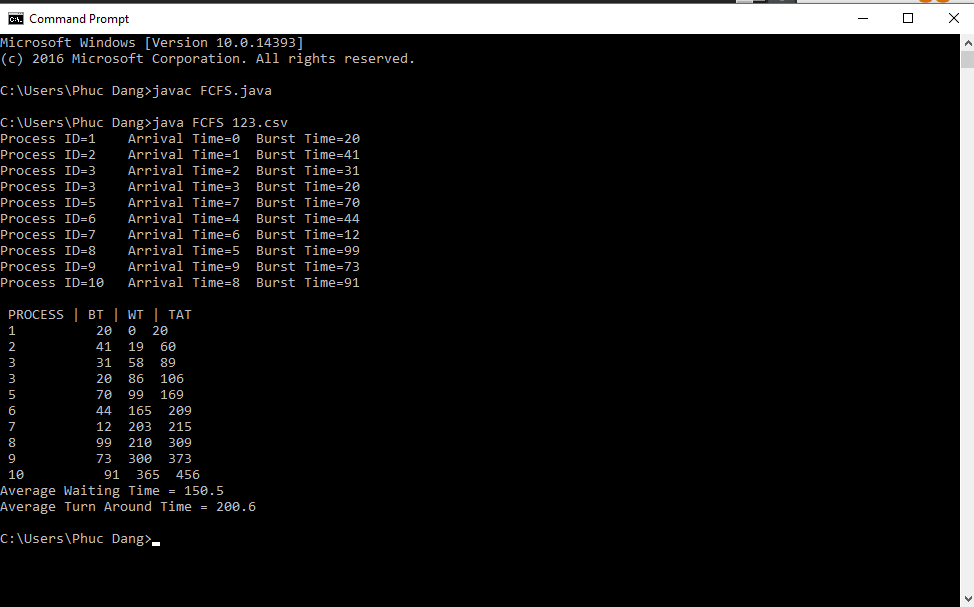 Command Prompt
Microsoft Windows [Version 10.0.14393]
(c) 2016 Microsoft Corporation. All rights reserved.
C:\Users\Phuc Dang>javac FCFS.java
C:\Users\Phuc Dang>java FCFS 123.csv
Process ID=1    Arrival Time=0  Burst Time=20
Process ID=2    Arrival Time=1  Burst Time=41
Process ID=3    Arrival Time=2  Burst Time=31
Process ID=3    Arrival Time=3  Burst Time=20
Process ID=5    Arrival Time=7  Burst Time=70
Process ID=6    Arrival Time=4  Burst Time=44
Process ID=7    Arrival Time=6  Burst Time=12
Process ID=8    Arrival Time=5  Burst Time=99
Process ID=9    Arrival Time=9  Burst Time=73
Process ID=10   Arrival Time=8  Burst Time=91
 PROCESS | BT | WT | TAT
 1          20  0  20
 2          41  19  60
 3          31  58  89
 3          20  86  106
 5          70  99  169
 6          44  165  209
 7          12  203  215
 8          99  210  309
 9          73  300  373
 10          91  365  456
Average Waiting Time = 150.5
Average Turn Around Time = 200.6
C:\Users\Phuc Dang>